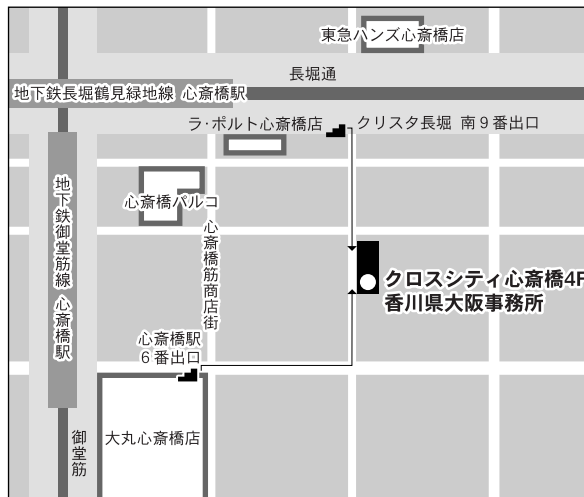 東急ハンズ心斎橋店
長堀通
地下鉄長堀鶴見緑地線 心斎橋駅
ラ・ポルト心斎橋店
クリスタ長堀 南9番出口
心斎橋パルコ
地下鉄御堂筋線 心斎橋駅
心斎橋筋商店街
クロスシティ心斎橋4F
香川県大阪事務所
心斎橋駅
6番出口
御堂筋
大丸心斎橋店